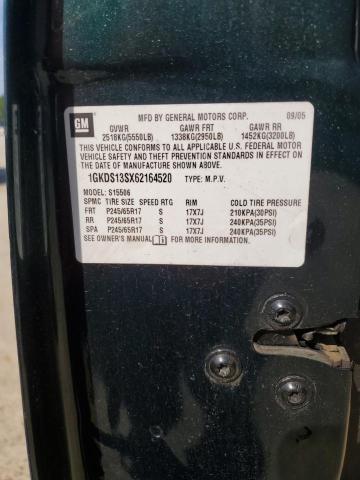 GM
MFD BY GENERAL MOTORS CORP. 09/05
GVWR GAWR FRT GAWR RR
2518KG(5550LB) 1338KG(2950LB) 1452KG(3200LB)
THIS VEHICLE CONFORMS TO ALL APPLICABLE U.S. FEDERAL MOTOR
VEHICLE SAFETY AND THEFT PREVENTION STANDARDS IN EFFECT ON
THE DATE OF MANUFACTURE SHOWN ABOVE.
1GKDS13SX62164520 TYPE: M.P.V.
MODEL: S15506
SPMC TIRE SIZE SPEED RTG RIM COLD TIRE PRESSURE
FRT P245/65R17 S 17X7J 210KPA(30PSI)
RR P245/65R17 S 17X7J 240KPA(35PSI)
SPA P245/65R17 S 17X7J 240KPA(35PSI)
SEE OWNER'S MANUAL FOR MORE INFORMATION.